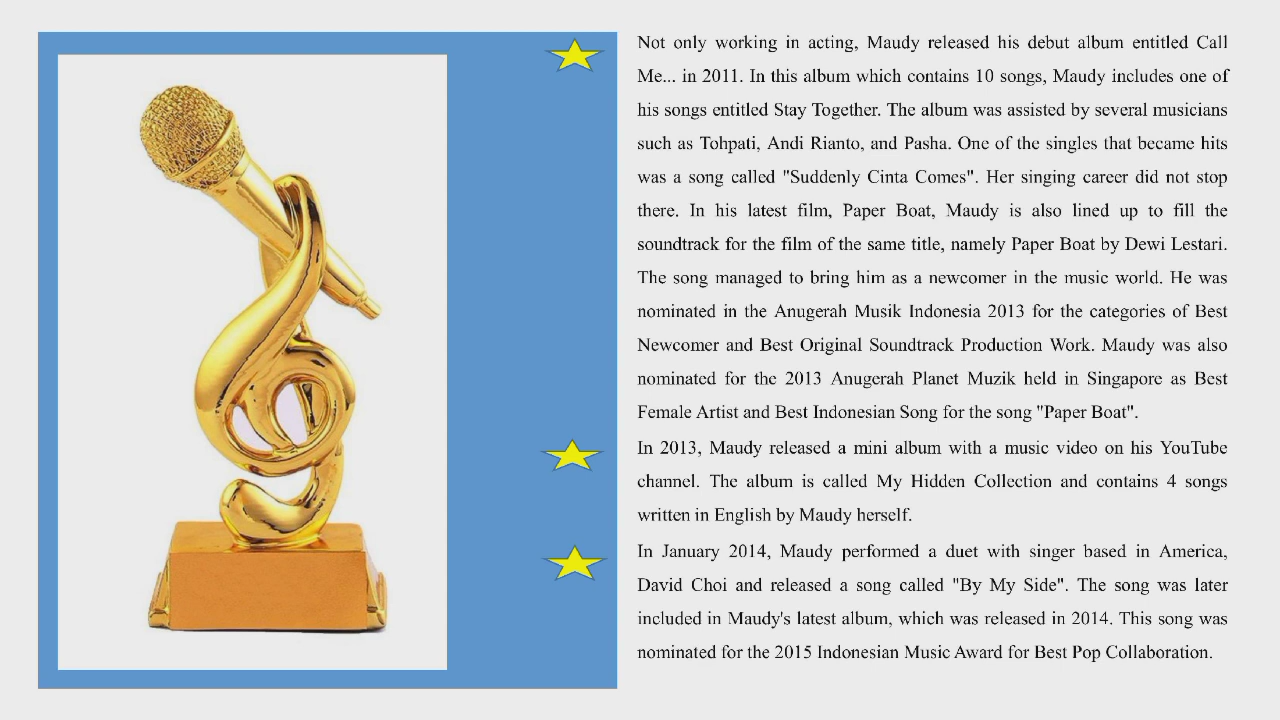 Not only working in acting, Maudy released his debut album entitled Call
Me... in 2011. In this album which contains 10 songs, Maudy includes one of
his songs entitled Stay Together. The album was assisted by several musicians
such as Tohpati, Andi Rianto, and Pasha. One of the singles that became hits
was a song called "Suddenly Cinta Comes". Her singing career did not stop
there. In his latest film, Paper Boat, Maudy is also lined up to fill the
soundtrack for the film of the same title, namely Paper Boat by Dewi Lestari.
The song managed to bring him as a newcomer in the music world. He was
nominated in the Anugerah Musik Indonesia 2013 for the categories of Best
Newcomer and Best Original Soundtrack Production Work. Maudy was also
nominated for the 2013 Anugerah Planet Muzik held in Singapore as Best
Female Artist and Best Indonesian Song for the song "Paper Boat".
In 2013, Maudy released a mini album with a music video on his YouTube
channel. The album is called My Hidden Collection and contains 4 songs
written in English by Maudy herself.
In January 2014, Maudy performed a duet with singer based in America,
David Choi and released a song called "By My Side". The song was later
included in Maudy's latest album, which was released in 2014. This song was
nominated for the 2015 Indonesian Music Award for Best Pop Collaboration.